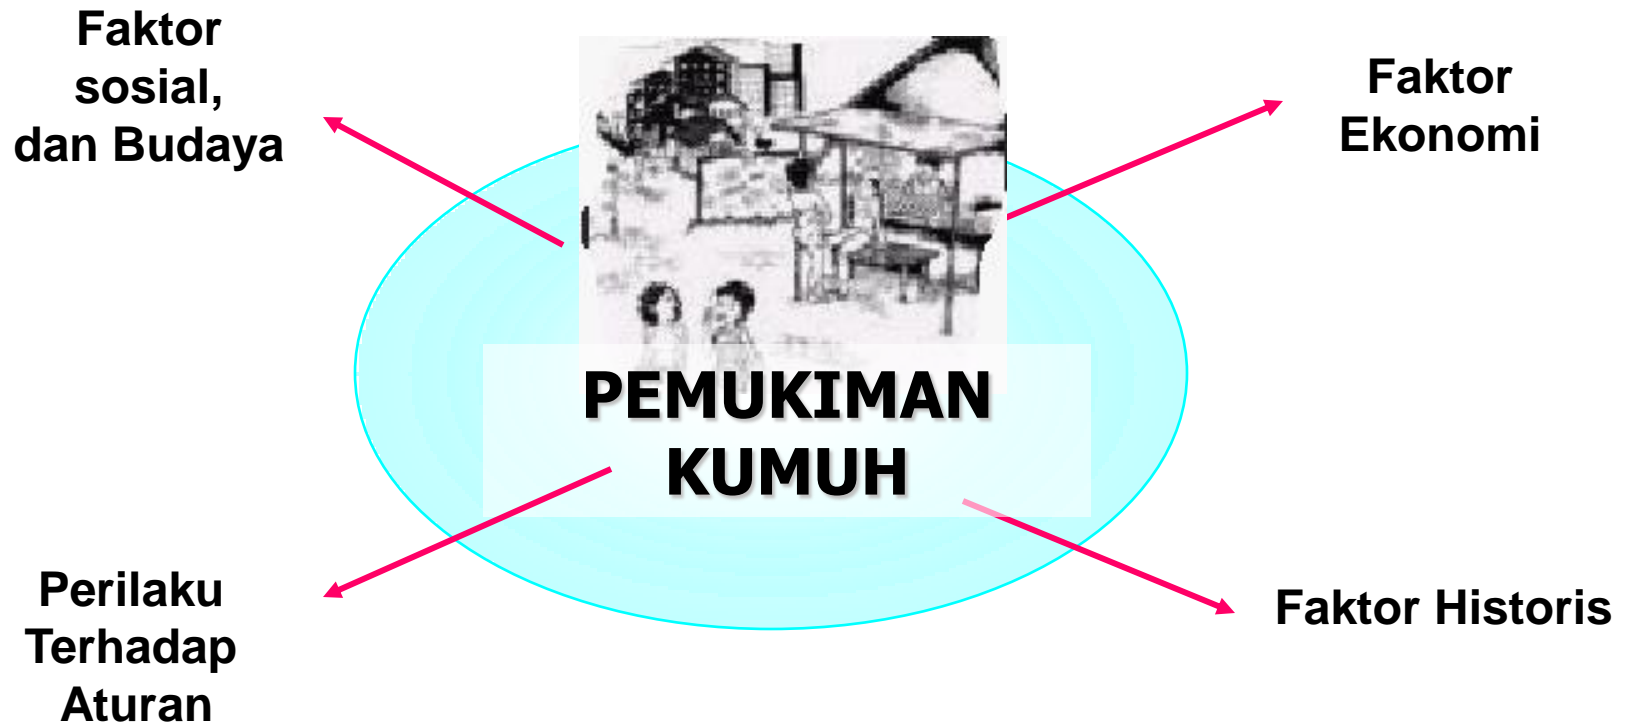 Faktor
sosial,
dan Budaya
Faktor
Ekonomi
PEMUKIMAN
KUMUH
Perilaku
Terhadap
Aturan
Faktor Historis